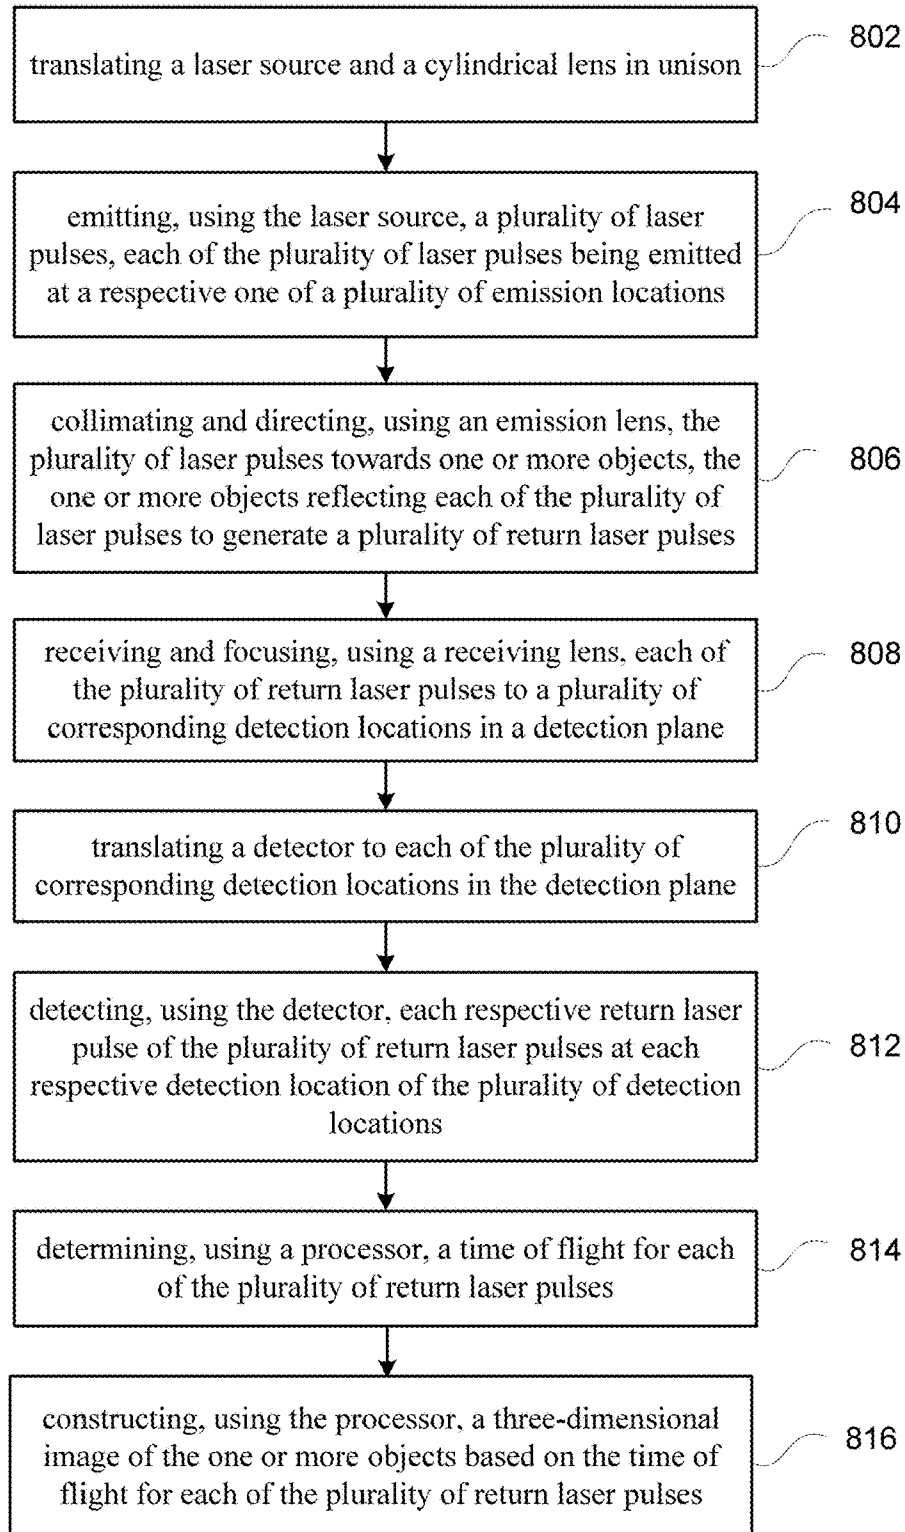 translating a laser source and a cylindrical lens in unison
802
emitting, using the laser source, a plurality of laser
pulses, each of the plurality of laser pulses being emitted
at a respective one of a plurality of emission locations
804
collimating and directing, using an emission lens, the
plurality of laser pulses towards one or more objects, the
one or more objects reflecting each of the plurality of
laser pulses to generate a plurality of return laser pulses
806
receiving and focusing, using a receiving lens, each of
the plurality of return laser pulses to a plurality of
corresponding detection locations in a detection plane
808
translating a detector to each of the plurality of
corresponding detection locations in the detection plane
810
detecting, using the detector, each respective return laser
pulse of the plurality of return laser pulses at each
respective detection location of the plurality of detection
locations
812
determining, using a processor, a time of flight for each
of the plurality of return laser pulses
814
constructing, using the processor, a three-dimensional
image of the one or more objects based on the time of
flight for each of the plurality of return laser pulses
816